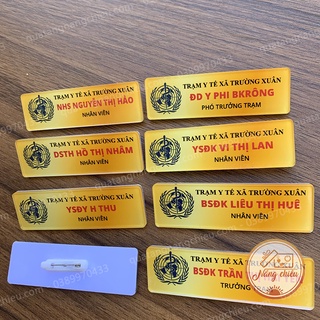 TRẠM Y TẾ XÃ TRƯỜNG XUÂN
NHS NGUYỄN THỊ HẢO
NHÂN VIÊN
TRẠM Y TẾ XÃ TRƯỜNG XUÂN
ĐD Y PHI BKRÔNG
PHÓ TRƯỞNG TRẠM
TRẠM Y TẾ XÃ TRƯỜNG XUÂN
DSTH HỒ THỊ NHÂM
NHÂN VIÊN
TRẠM Y TẾ XÃ TRƯỜNG XUÂN
YSĐK VI THỊ LAN
NHÂN VIÊN
TRẠM Y TẾ XÃ TRƯỜNG XUÂN
YSĐY H THU
NHÂN VIÊN
TRẠM Y TẾ XÃ TRƯỜNG XUÂN
BSĐK LIÊU THỊ HUÊ
NHÂN VIÊN
TRẠM Y TẾ XÃ
BSĐK TRẦN
TRƯỞNG
Nắng chiều